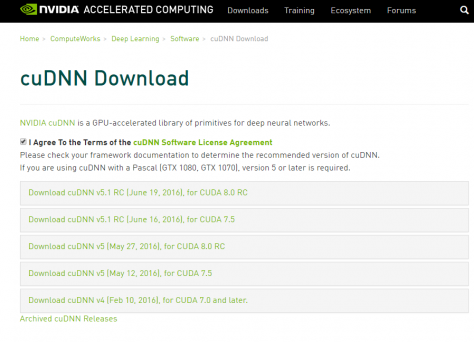 NVIDIA ACCELERATED COMPUTING Downloads Training Ecosystem Forums
Home > ComputeWorks > Deep Learning > Software > cuDNN Download
cuDNN Download
NVIDIA cuDNN is a GPU-accelerated library of primitives for deep neural networks.
I Agree To the Terms of the cuDNN Software License Agreement
Please check your framework documentation to determine the recommended version of cuDNN.
If you are using cuDNN with a Pascal (GTX 1080, GTX 1070), version 5 or later is required.
Download cuDNN v5.1 RC (June 19, 2016), for CUDA 8.0 RC
Download cuDNN v5.1 RC (June 16, 2016), for CUDA 7.5
Download cuDNN v5 (May 27, 2016), for CUDA 8.0 RC
Download cuDNN v5 (May 12, 2016), for CUDA 7.5
Download cuDNN v4 (Feb 10, 2016), for CUDA 7.0 and later.
Archived cuDNN Releases